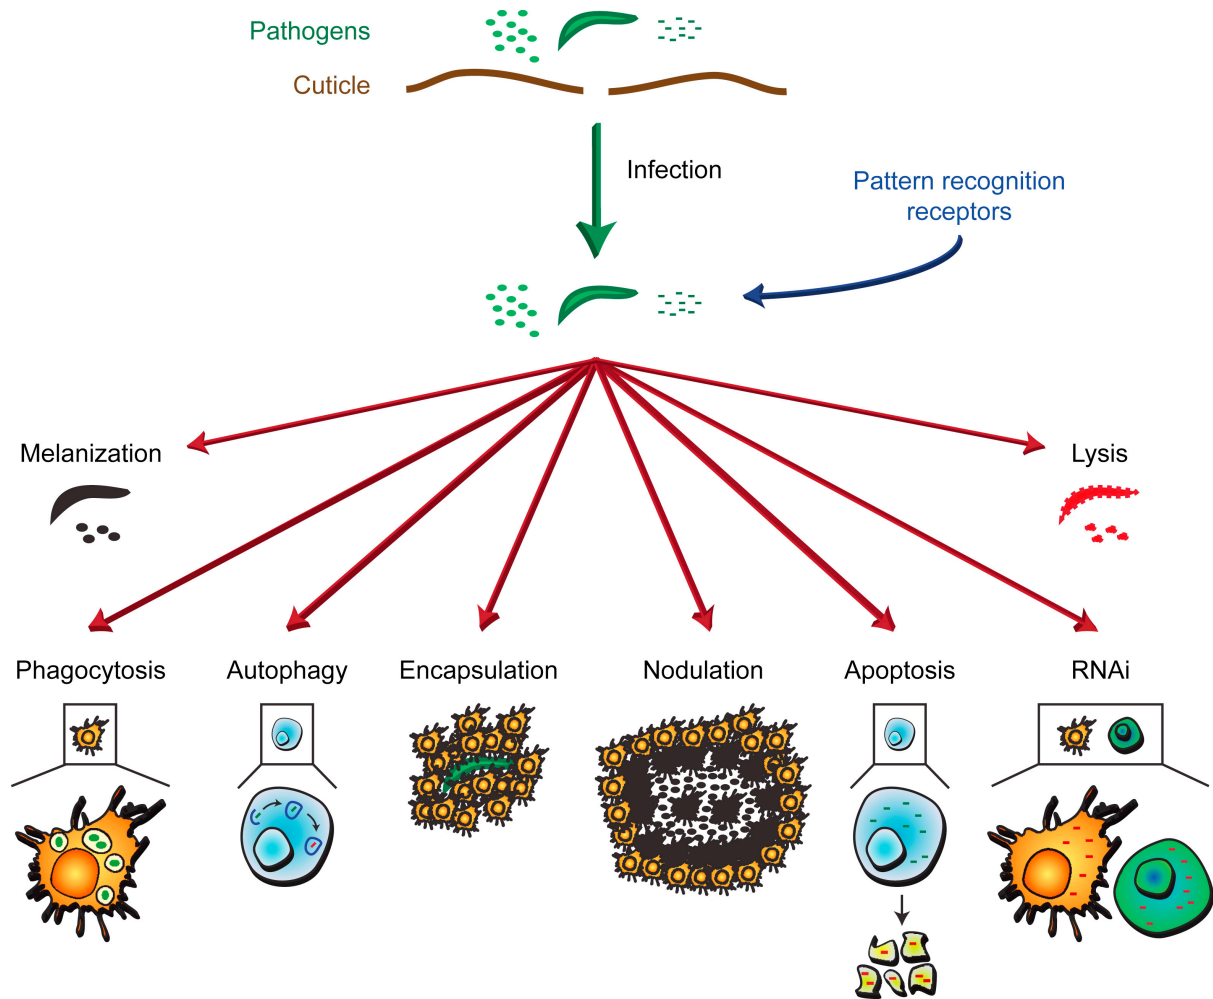 Pathogens
Cuticle
Infection
Pattern recognition
receptors
Melanization
Lysis
Phagocytosis
Autophagy
Encapsulation
Nodulation
Apoptosis
RNAi